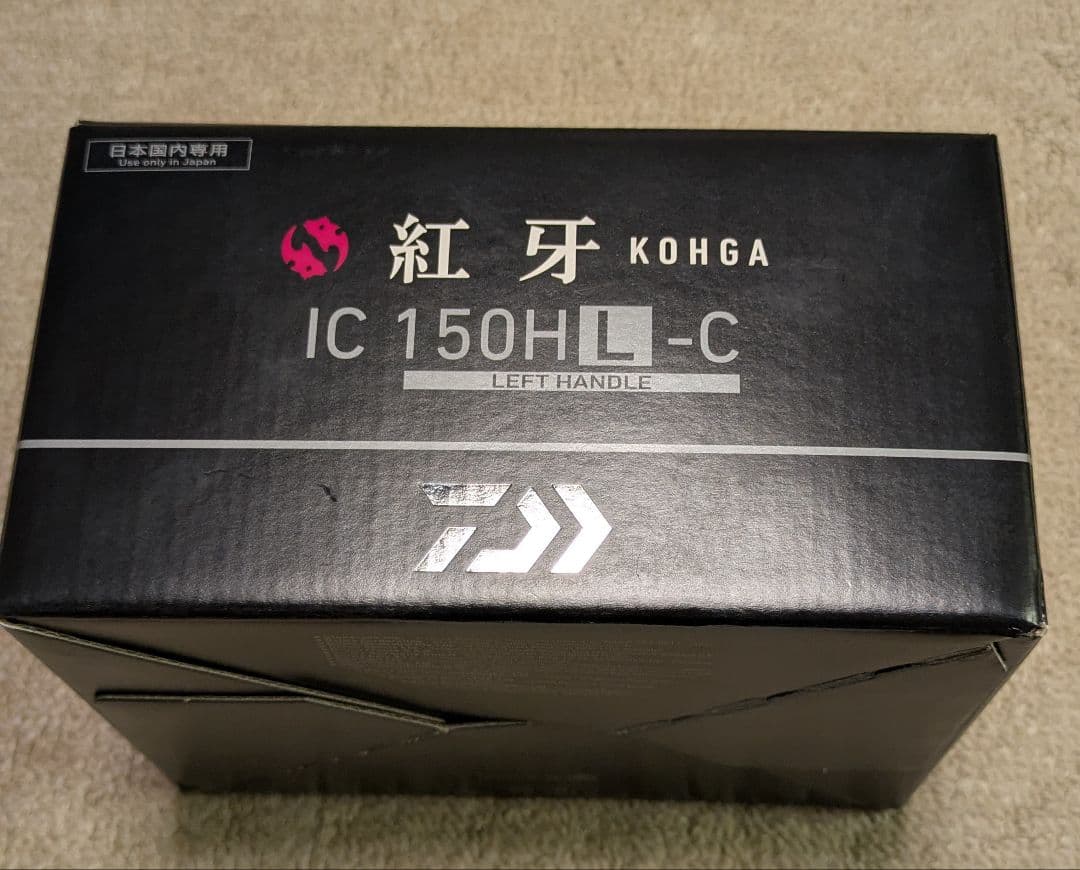 日本国内専用
Use only in Japan
紅牙 KOHGA
IC 150HL-C
LEFT HANDLE